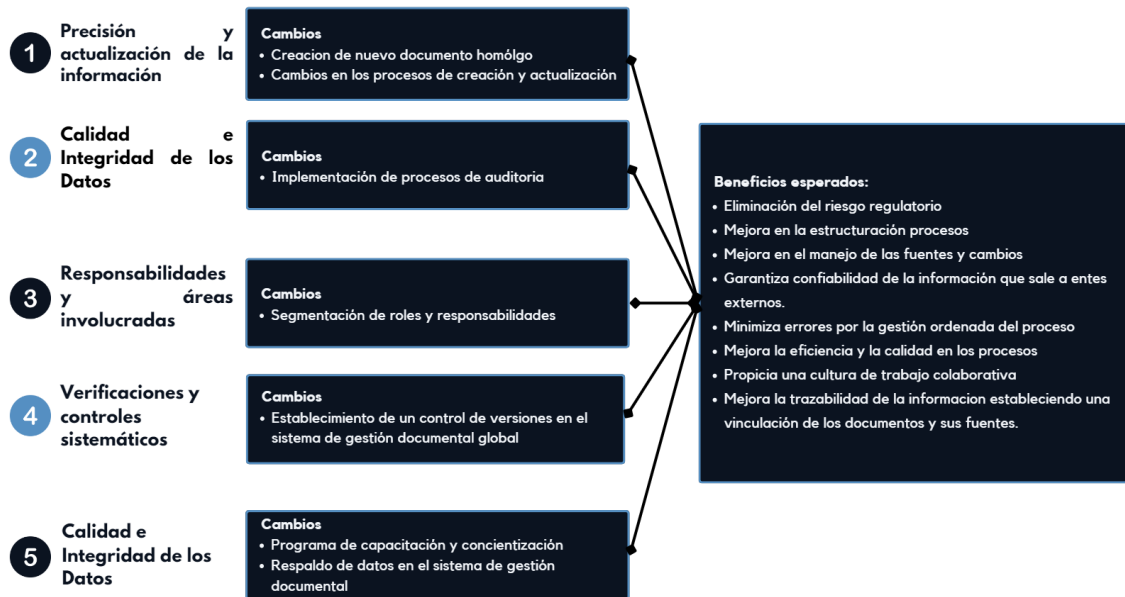 1
Precisión y
actualización de la
información
Cambios
• Creacion de nuevo documento homólgo
• Cambios en los procesos de creación y actualización
2
Calidad e
Integridad de los
Datos
Cambios
• Implementación de procesos de auditoria
3
Responsabilidades
y áreas
involucradas
Cambios
• Segmentación de roles y responsabilidades
4
Verificaciones y
controles
sistemáticos
Cambios
• Establecimiento de un control de versiones en el
sistema de gestión documental global
5
Calidad e
Integridad de los
Datos
Cambios
• Programa de capacitación y concientización
• Respaldo de datos en el sistema de gestión
documental
Beneficios esperados:
• Eliminación del riesgo regulatorio
• Mejora en la estructuración procesos
• Mejora en el manejo de las fuentes y cambios
• Garantiza confiabilidad de la información que sale a entes
externos.
• Minimiza errores por la gestión ordenada del proceso
• Mejora la eficiencia y la calidad en los procesos
• Propicia una cultura de trabajo colaborativa
• Mejora la trazabilidad de la informacion estableciendo una
vinculación de los documentos y sus fuentes.